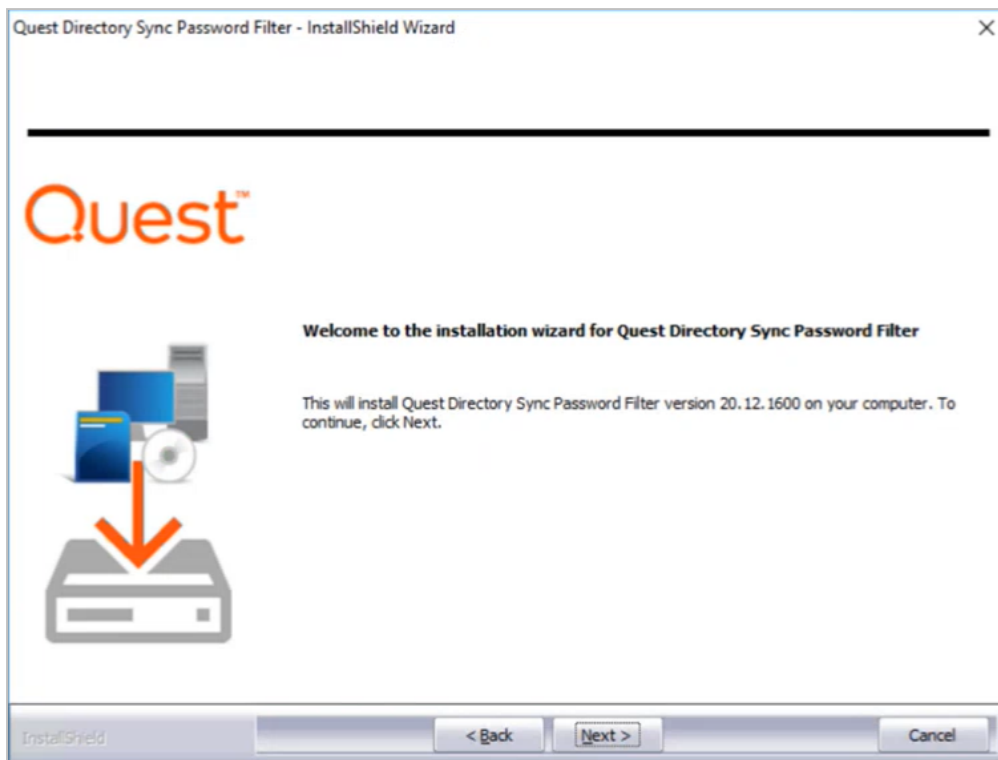 Quest Directory Sync Password Filter - InstallShield Wizard
Quest™
Welcome to the installation wizard for Quest Directory Sync Password Filter
This will install Quest Directory Sync Password Filter version 20.12.1600 on your computer. To
continue, click Next.
InstallShield
< Back
Next >
Cancel